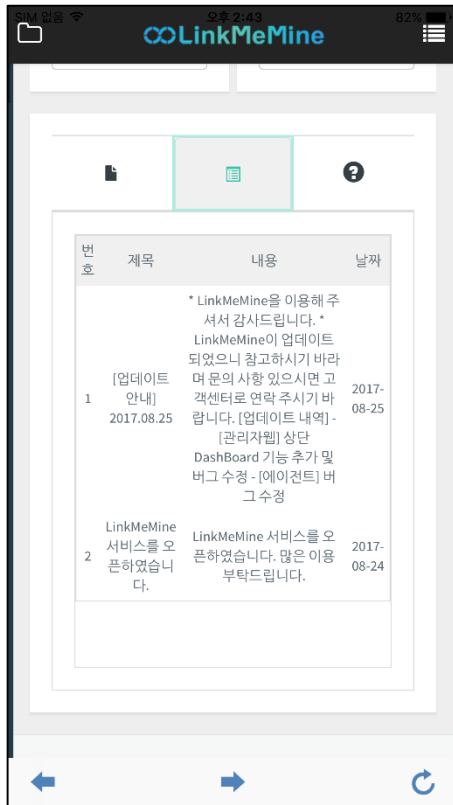 SIM 없음 오후 2:43 82%
LinkMeMine
번호 제목 내용 날짜
1
[업데이트
안내]
2017.08.25
* LinkMeMine을 이용해 주
셔서 감사드립니다. *
LinkMeMine이 업데이트
되었으니 참고하시기 바라
며 문의 사항 있으시면 고
객센터로 연락 주시기 바
랍니다. [업데이트 내역] -
[관리자웹] 상단
DashBoard 기능 추가 및
버그 수정 - [에이전트] 버
그 수정
2017-
08-25
2
LinkMeMine
서비스를 오
픈하였습니
다.
LinkMeMine 서비스를 오
픈하였습니다. 많은 이용
부탁드립니다.
2017-
08-24